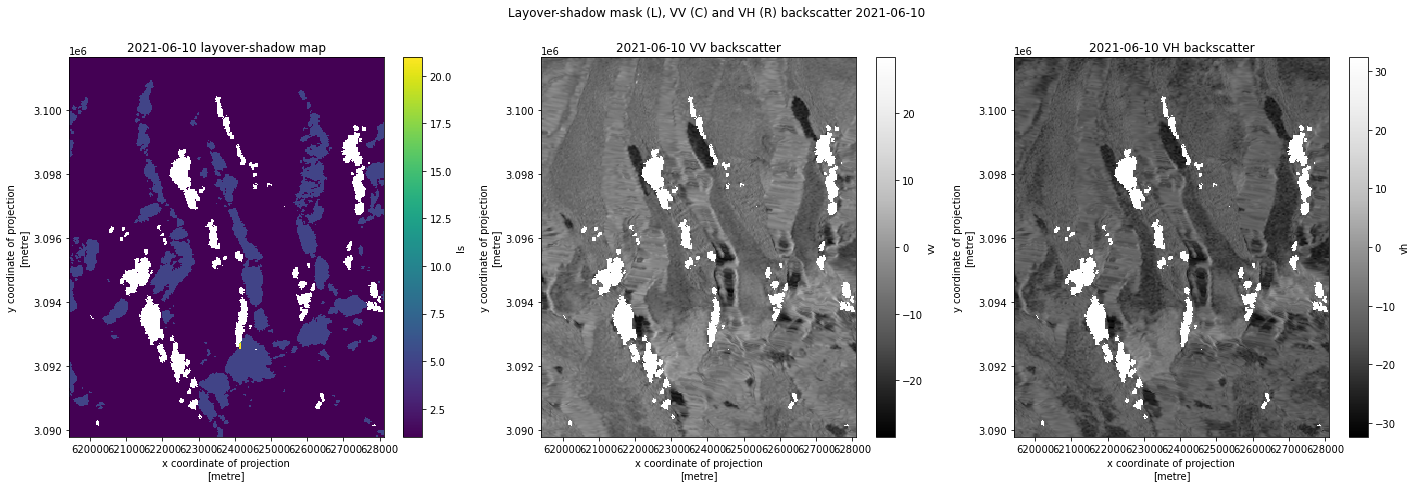 Layover-shadow mask (L), VV (C) and VH (R) backscatter 2021-06-10
2021-06-10 layover-shadow map
1e6
3.100
3.098
3.096
3.094
3.092
3.090
y coordinate of projection
[metre]
620000 621000 622000 623000 624000 625000 626000 627000 628000
x coordinate of projection
[metre]
20.0
17.5
15.0
12.5
10.0
7.5
5.0
2.5
ls
2021-06-10 VV backscatter
1e6
3.100
3.098
3.096
3.094
3.092
3.090
y coordinate of projection
[metre]
620000 621000 622000 623000 624000 625000 626000 627000 628000
x coordinate of projection
[metre]
20
10
0
−10
−20
vv
2021-06-10 VH backscatter
1e6
3.100
3.098
3.096
3.094
3.092
3.090
y coordinate of projection
[metre]
620000 621000 622000 623000 624000 625000 626000 627000 628000
x coordinate of projection
[metre]
30
20
10
0
−10
−20
−30
vh